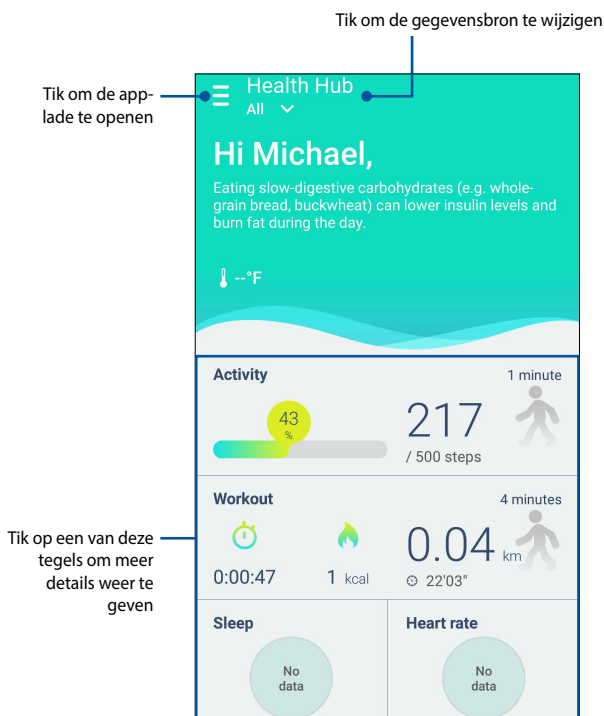 Tik om de gegevensbron te wijzigen
Tik om de app-
lade te openen
Health Hub
All
Hi Michael,
Eating slow-digestive carbohydrates (e.g. whole-
grain bread, buckwheat) can lower insulin levels and
burn fat during the day.
--°F
Activity
1 minute
43
%
217
/ 500 steps
Tik op een van deze
tegels om meer
details weer te
geven
Workout
4 minutes
0:00:47
1 kcal
0.04 km
22'03"
Sleep
No
data
Heart rate
No
data